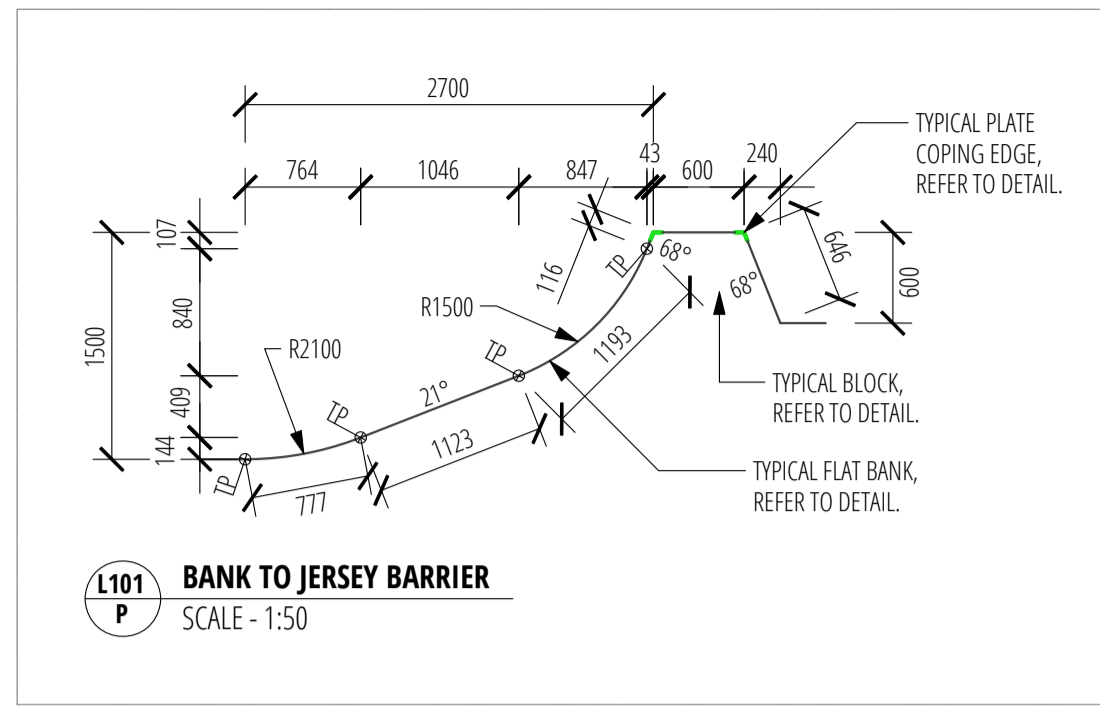 2700
764
1046
847
43
600
240
TYPICAL PLATE
COPING EDGE,
REFER TO DETAIL.
107
840
1500
409
144
116
TP
68°
68°
646
600
R1500
R2100
1193
TP
21°
TP
1123
TP
777
TYPICAL BLOCK,
REFER TO DETAIL.
TYPICAL FLAT BANK,
REFER TO DETAIL.
L101
P
BANK TO JERSEY BARRIER
SCALE - 1:50